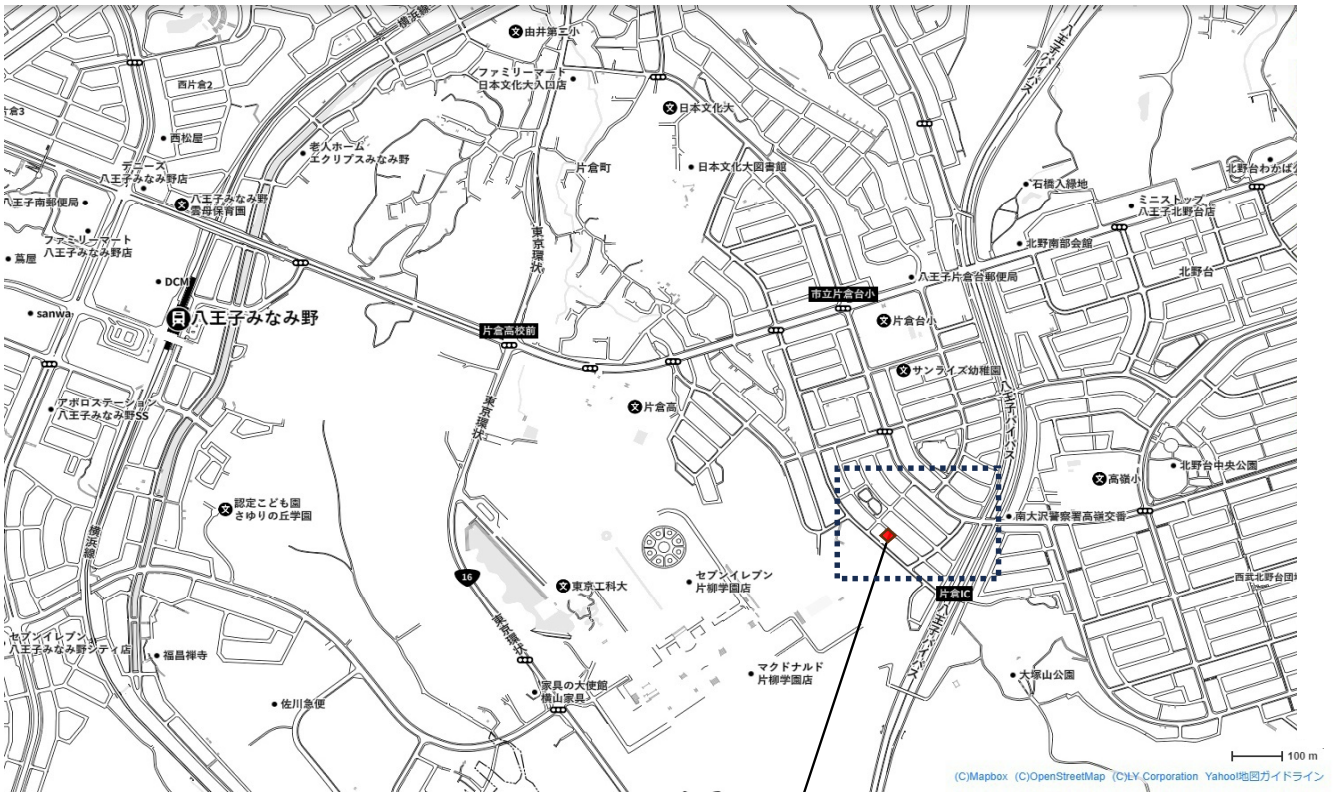 横浜線
由井第三小
八王子バイパス
西片倉2
ファミリーマート
日本文化大入口店
日本文化大
片倉3
西松屋
老人ホーム
エクリプスみなみ野
デニーズ
八王子みなみ野店
片倉町
日本文化大図書館
北野台わかば公
石橋入緑地
八王子南郵便局
八王子みなみ野
雲母保育園
ミニストップ
八王子北野台店
ファミリーマート
八王子みなみ野店
東京環状
北野南部会館
蔦屋
DCM
八王子片倉台郵便局
北野台
市立片倉台小
sanwa
八王子みなみ野
片倉高校前
片倉台小
サンライズ幼稚園
アポロステーション
八王子みなみ野SS
東京環状
片倉高
八王子バイパス
北野台中央公園
高嶺小
認定こども園
さゆりの丘学園
南大沢警察署高嶺交番
横浜線
16
東京工科大
セブンイレブン
片柳学園店
西武北野台団地
片倉IC
東京環状
八王子バイパス
セブンイレブン
八王子みなみ野シティ店
福昌禅寺
マクドナルド
片柳学園店
大塚山公園
家具の大使館
横山家具
佐川急便
100 m
(C)Mapbox (C)OpenStreetMap (C)LY Corporation Yahoo!地図ガイドライン